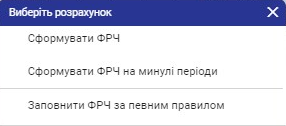 Виберіть розрахунок
Сформувати ФРЧ
Сформувати ФРЧ на минулі періоди
Заповнити ФРЧ за певним правилом